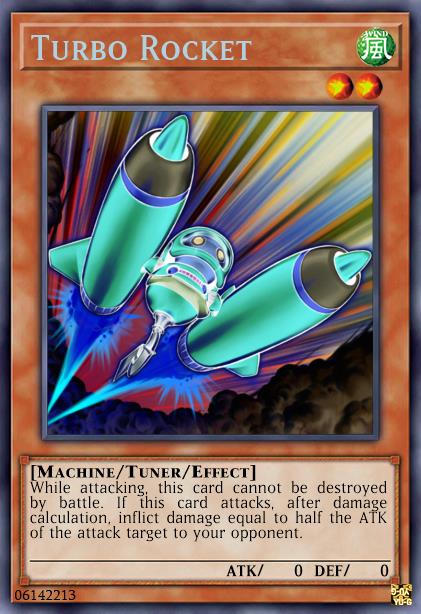 TURBO ROCKET
WIND
風
[MACHINE/TUNER/EFFECT]
While attacking, this card cannot be destroyed
by battle. If this card attacks, after damage
calculation, inflict damage equal to half the ATK
of the attack target to your opponent.
ATK/ 0 DEF/ 0
06142213